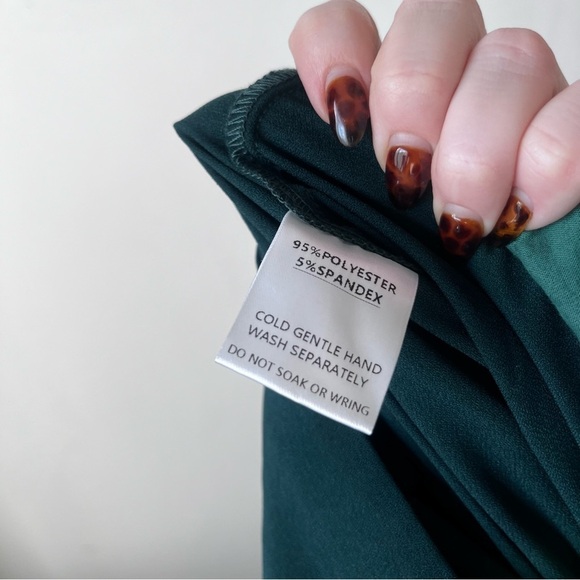 95%POLYESTER
5%SPANDEX
COLD GENTLE HAND
WASH SEPARATELY
DO NOT SOAK OR WRING